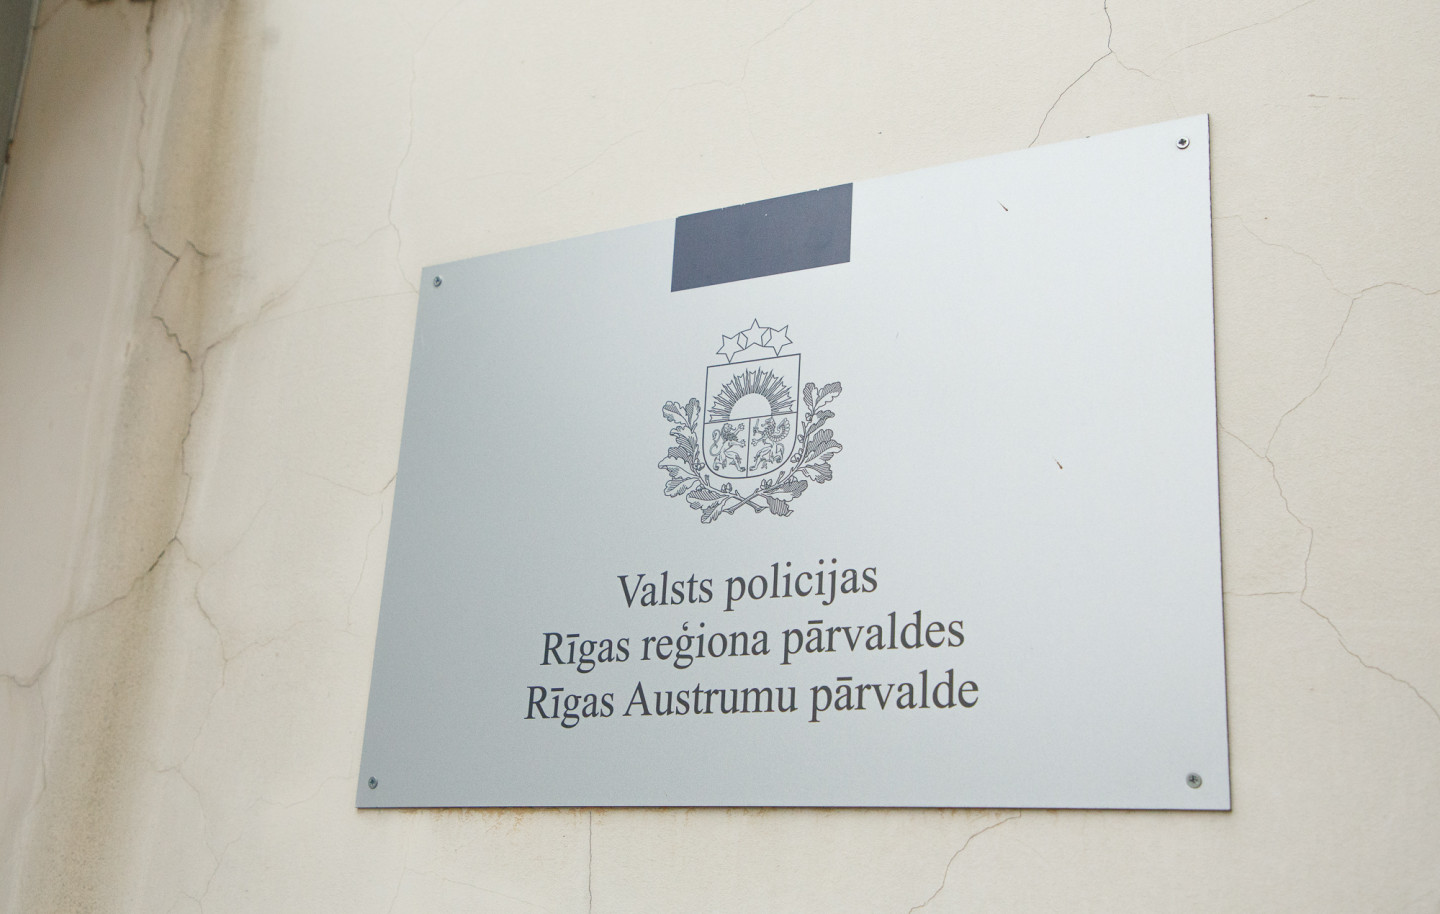 Valsts policijas
Rīgas reģiona pārvaldes
Rīgas Austrumu pārvalde